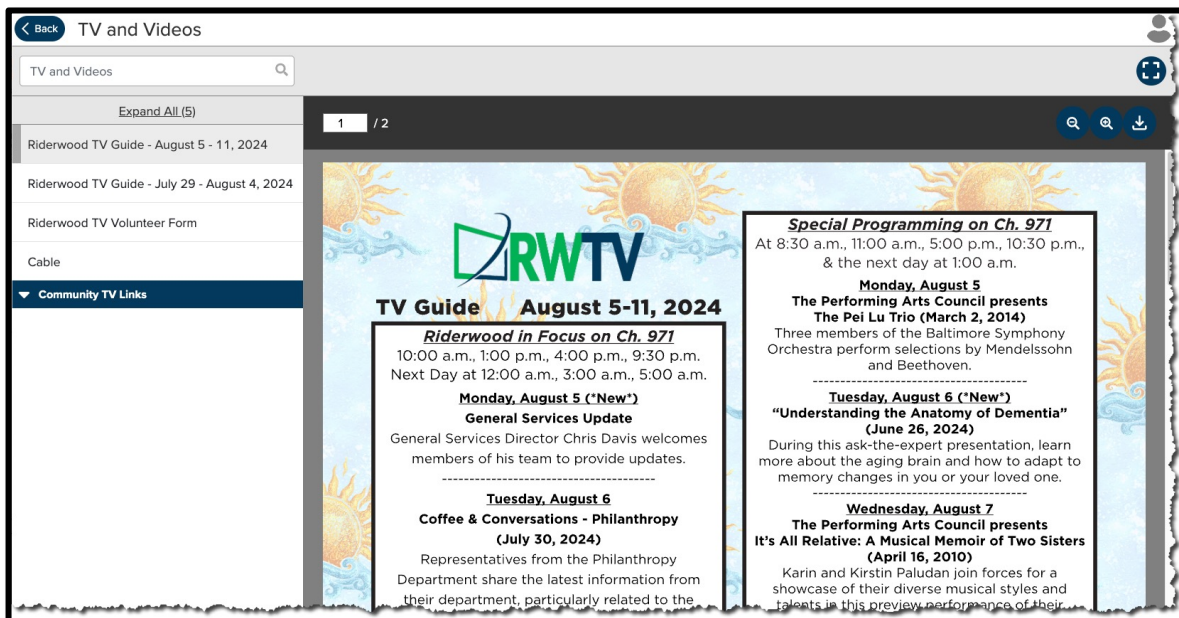 Back
TV and Videos
TV and Videos
Expand All (5)
Riderwood TV Guide - August 5 - 11, 2024
Riderwood TV Guide - July 29 - August 4, 2024
Riderwood TV Volunteer Form
Cable
Community TV Links
1 / 2
RWTV
TV Guide August 5-11, 2024
Riderwood in Focus on Ch. 971
10:00 a.m., 1:00 p.m., 4:00 p.m., 9:30 p.m.
Next Day at 12:00 a.m., 3:00 a.m., 5:00 a.m.
Monday, August 5 (*New*)
General Services Update
General Services Director Chris Davis welcomes
members of his team to provide updates.
--------------------------------------
Tuesday, August 6
Coffee & Conversations - Philanthropy
(July 30, 2024)
Representatives from the Philanthropy
Department share the latest information from
their department, particularly related to the
Special Programming on Ch. 971
At 8:30 a.m., 11:00 a.m., 5:00 p.m., 10:30 p.m.,
& the next day at 1:00 a.m.
Monday, August 5
The Performing Arts Council presents
The Pei Lu Trio (March 2, 2014)
Three members of the Baltimore Symphony
Orchestra perform selections by Mendelssohn
and Beethoven.
--------------------------------------
Tuesday, August 6 (*New*)
“Understanding the Anatomy of Dementia”
(June 26, 2024)
During this ask-the-expert presentation, learn
more about the aging brain and how to adapt to
memory changes in you or your loved one.
--------------------------------------
Wednesday, August 7
The Performing Arts Council presents
It's All Relative: A Musical Memoir of Two Sisters
(April 16, 2010)
Karin and Kirstin Paludan join forces for a
showcase of their diverse musical styles and
talents in this preview performance of their